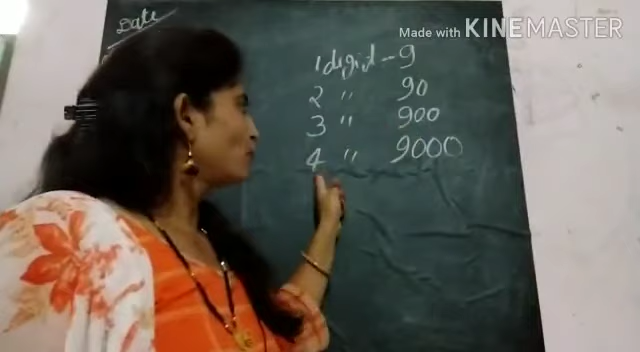 Made with KINEMASTER
Date
1 digit - 9
2 " 90
3 " 900
4 " 9000